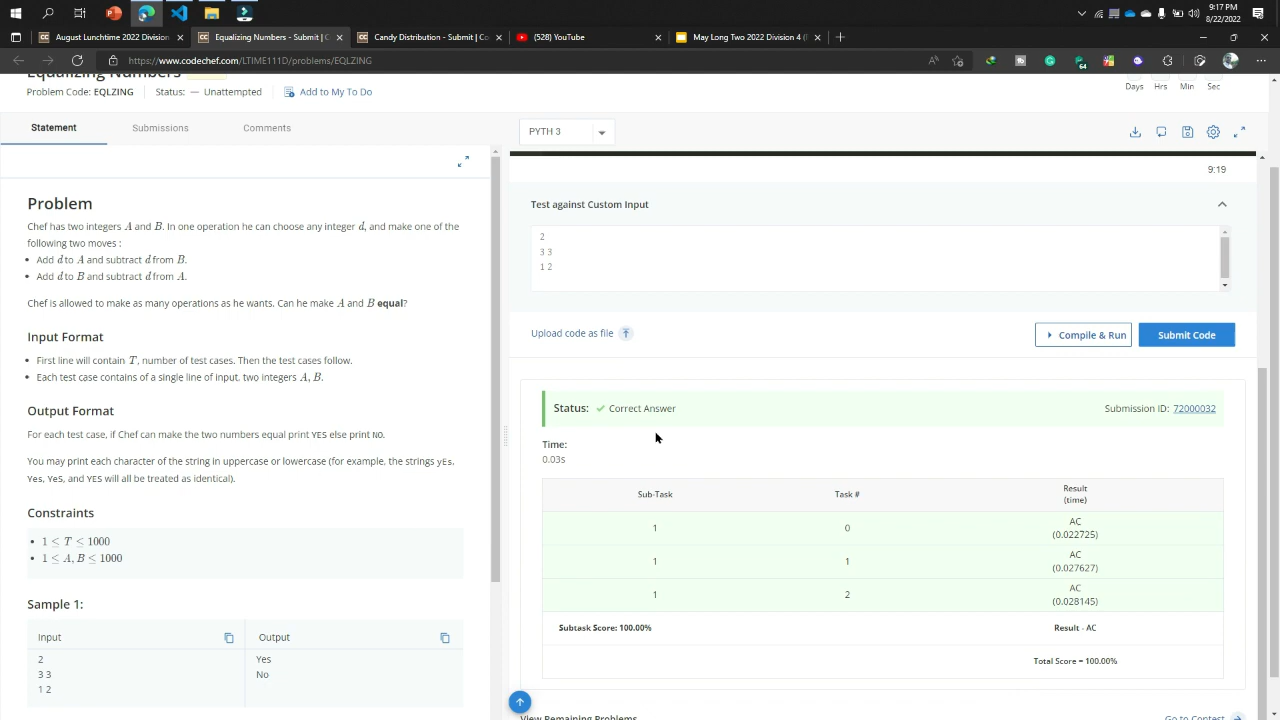 9:17 PM
8/22/2022
August Lunchtime 2022 Division
Equalizing Numbers - Submit | C
Candy Distribution - Submit | Co
(528) YouTube
May Long Two 2022 Division 4 (
https://www.codechef.com/LTIME111D/problems/EQLZING
Equalizing Numbers
Problem Code: EQLZING
Status: — Unattempted
Add to My To Do
Days Hrs Min Sec
Statement
Submissions
Comments
PYTH 3
9:19
Problem
Chef has two integers A and B. In one operation he can choose any integer d, and make one of the
following two moves :
• Add d to A and subtract d from B.
• Add d to B and subtract d from A.
Chef is allowed to make as many operations as he wants. Can he make A and B equal?
Input Format
• First line will contain T, number of test cases. Then the test cases follow.
• Each test case contains of a single line of input, two integers A, B.
Output Format
For each test case, if Chef can make the two numbers equal print YES else print NO.
You may print each character of the string in uppercase or lowercase (for example, the strings yEs,
Yes, YeS, and YES will all be treated as identical).
Constraints
• 1 ≤ T ≤ 1000
• 1 ≤ A, B ≤ 1000
Sample 1:
Input
Output
2
3 3
1 2
Yes
No
Test against Custom Input
2
3 3
1 2
Upload code as file
Compile & Run
Submit Code
Status: ✓ Correct Answer
Submission ID: 72000032
Time:
0.03s
Sub-Task
Task #
Result
(time)
1
0
AC
(0.022725)
1
1
AC
(0.027627)
1
2
AC
(0.028145)
Subtask Score: 100.00%
Result - AC
Total Score = 100.00%
View Remaining Problems
Go to Contest